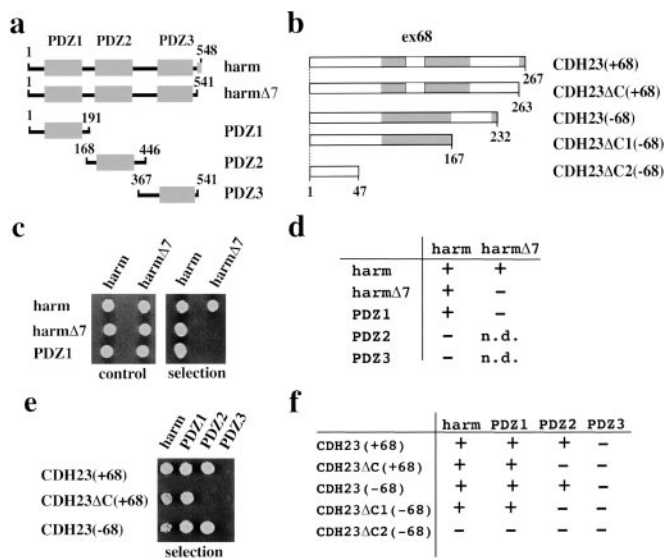 a
PDZ1 PDZ2 PDZ3
1 548
harm
1 541
harmΔ7
1 191
PDZ1
168 446
PDZ2
367 541
PDZ3
b
ex68
CDH23(+68)
267
CDH23ΔC(+68)
263
CDH23(-68)
232
CDH23ΔC1(-68)
167
CDH23ΔC2(-68)
1 47
c
harm harmΔ7 harm harmΔ7
harm
harmΔ7
PDZ1
control selection
d
harm harmΔ7
harm + +
harmΔ7 + -
PDZ1 + -
PDZ2 - n.d.
PDZ3 - n.d.
e
harm PDZ1 PDZ2 PDZ3
CDH23(+68)
CDH23ΔC(+68)
CDH23(-68)
selection
f
harm PDZ1 PDZ2 PDZ3
CDH23(+68) + + + -
CDH23ΔC(+68) + + - -
CDH23(-68) + + + -
CDH23ΔC1(-68) + + - -
CDH23ΔC2(-68) - - - -